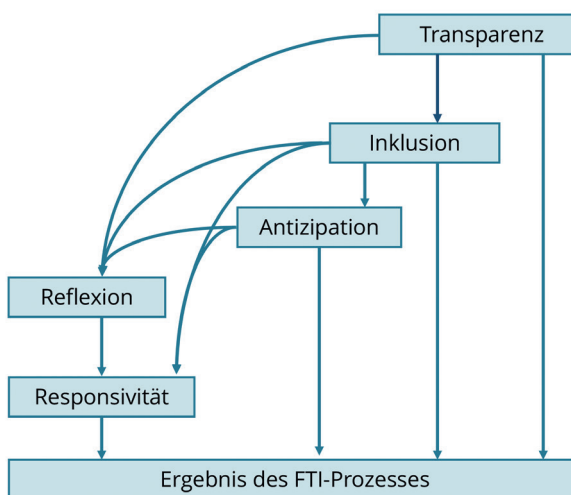 Transparenz
Inklusion
Antizipation
Reflexion
Responsivität
Ergebnis des FTI-Prozesses